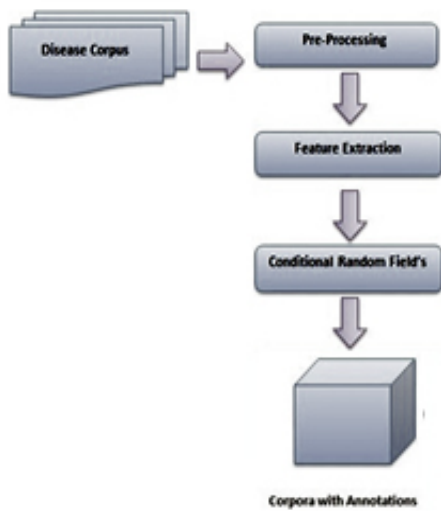 Disease Corpus
Pre-Processing
Feature Extraction
Conditional Random Field's
Corpora with Annotations